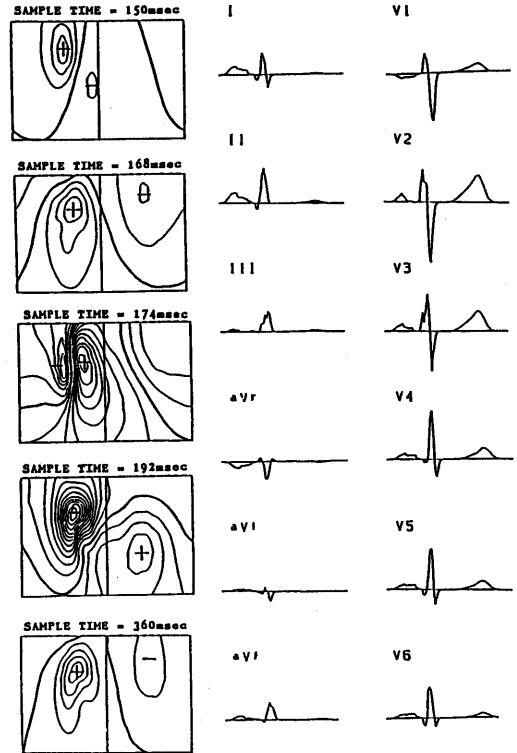 SAMPLE TIME = 150msec
SAMPLE TIME = 168msec
SAMPLE TIME = 174msec
SAMPLE TIME = 192msec
SAMPLE TIME = 360msec
I
II
III
aVr
aVl
aVf
V1
V2
V3
V4
V5
V6